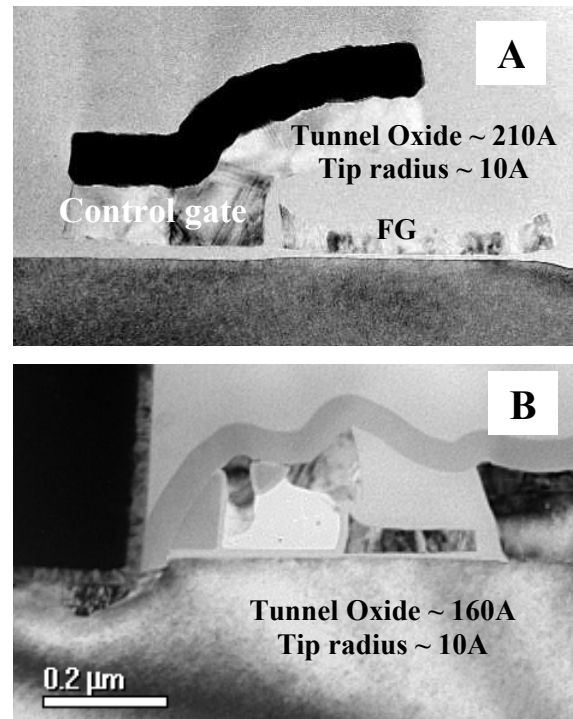 A
Tunnel Oxide ~ 210A
Tip radius ~ 10A
Control gate
FG
B
Tunnel Oxide ~ 160A
Tip radius ~ 10A
0.2 µm